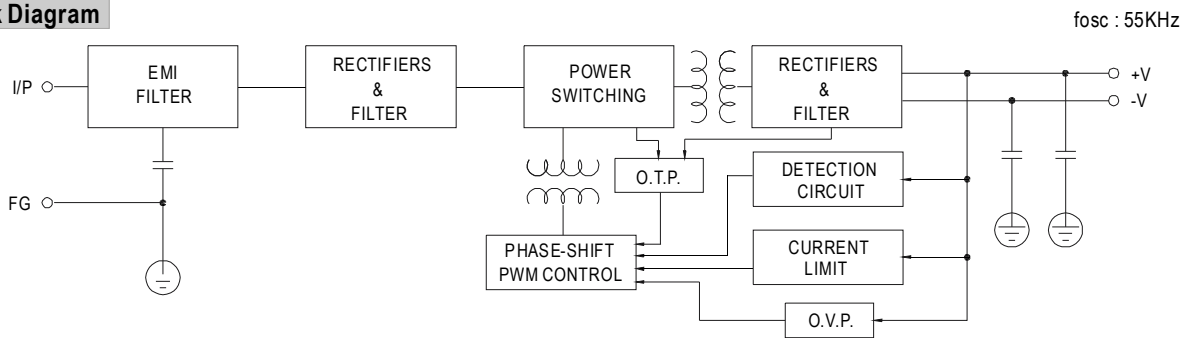 Diagram
fosc : 55KHz
I/P
EMI
FILTER
RECTIFIERS
&
FILTER
POWER
SWITCHING
RECTIFIERS
&
FILTER
+V
-V
O.T.P.
DETECTION
CIRCUIT
FG
PHASE-SHIFT
PWM CONTROL
CURRENT
LIMIT
O.V.P.